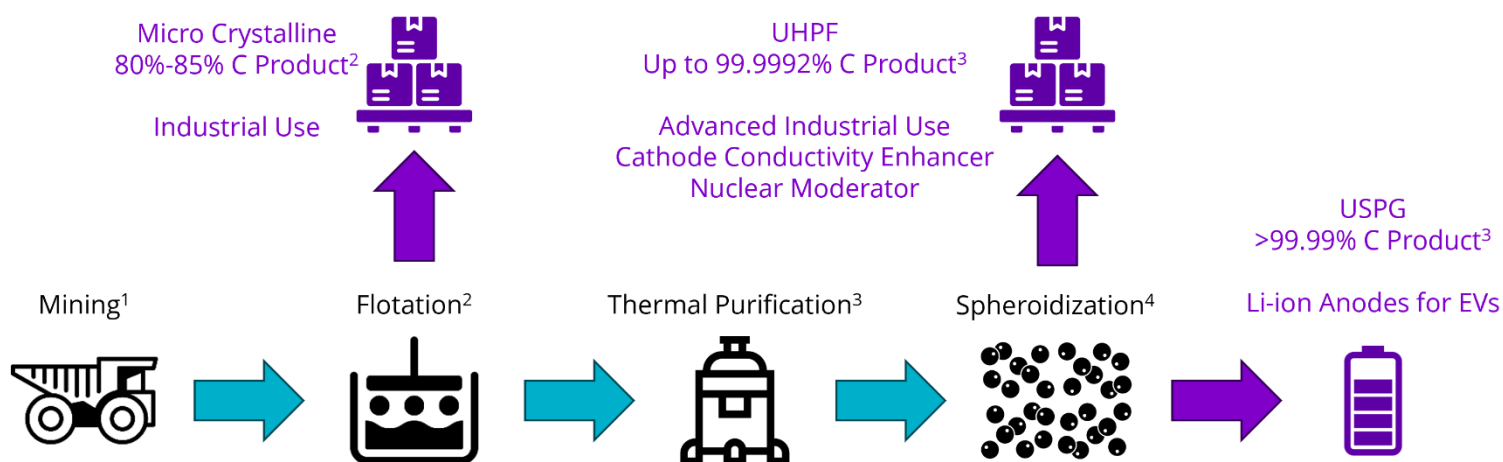 Micro Crystalline
80%-85% C Product²
Industrial Use
UHPF
Up to 99.9992% C Product³
Advanced Industrial Use
Cathode Conductivity Enhancer
Nuclear Moderator
USPG
>99.99% C Product³
Li-ion Anodes for EVs
Mining¹
Flotation²
Thermal Purification³
Spheroidization⁴